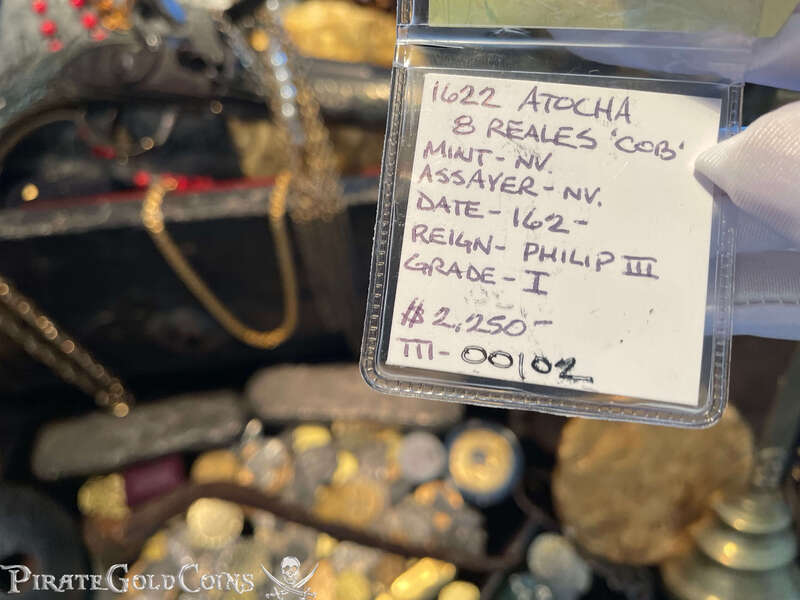 1622 ATOCHA
8 REALES 'COB'
MINT- NV.
ASSAYER- NV.
DATE- 162-
REIGN- PHILIP III
GRADE- I
$2,250-
TTI- 00102
PIRATEGOLDCOINS